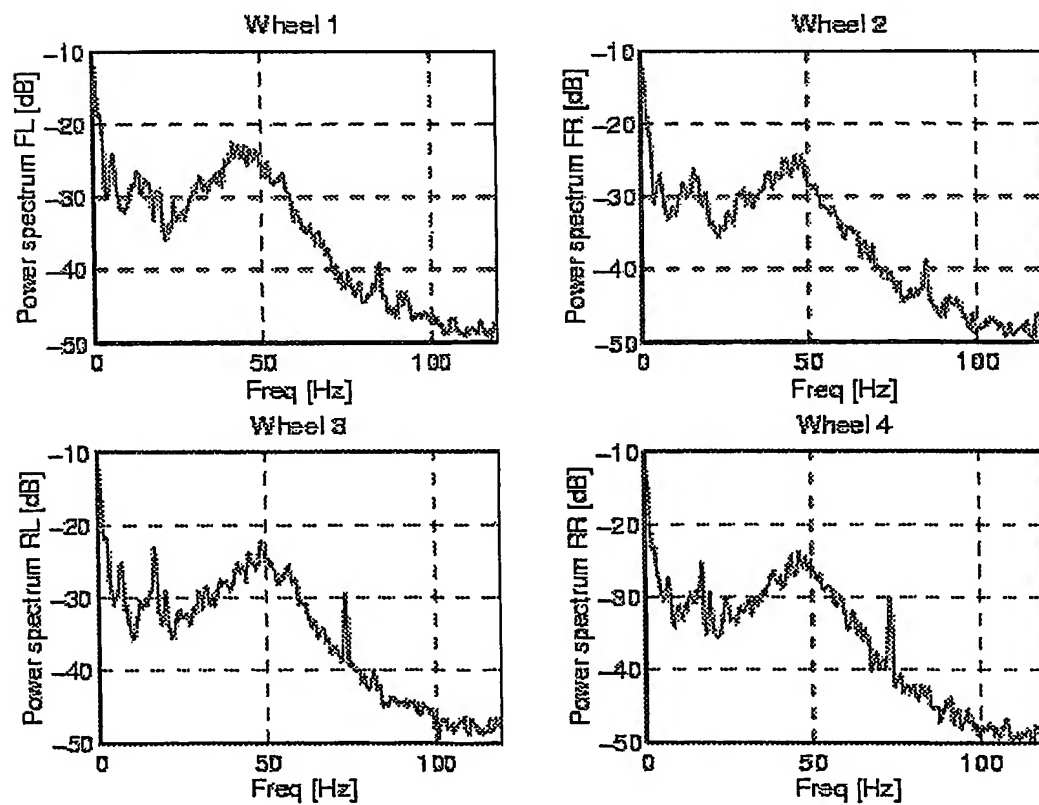 Wheel 1
Power spectrum FL [dB]
−10
−20
−30
−40
−50
0
50
100
Freq [Hz]
Wheel 2
Power spectrum FR [dB]
−10
−20
−30
−40
−50
0
50
100
Freq [Hz]
Wheel 3
Power spectrum RL [dB]
−10
−20
−30
−40
−50
0
50
100
Freq [Hz]
Wheel 4
Power spectrum RR [dB]
−10
−20
−30
−40
−50
0
50
100
Freq [Hz]